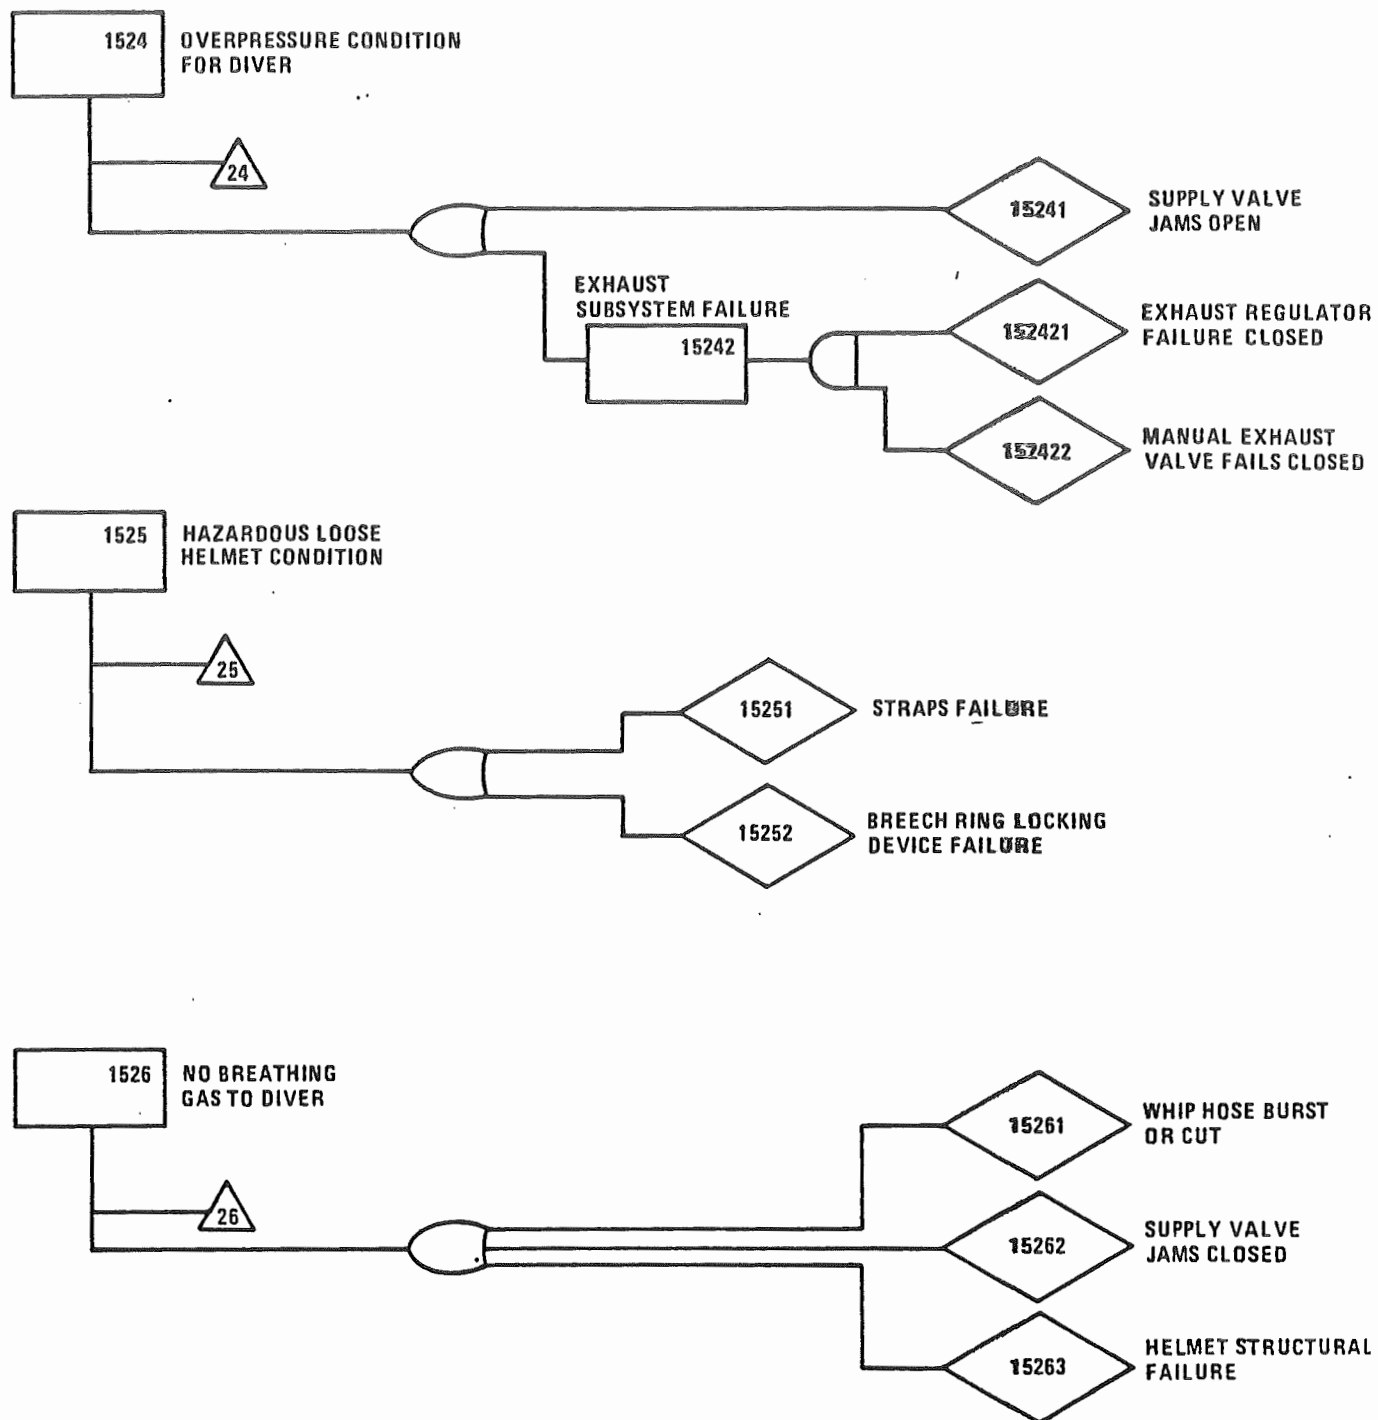 1524
OVERPRESSURE CONDITION
FOR DIVER
24
15241
SUPPLY VALVE
JAMS OPEN
EXHAUST
SUBSYSTEM FAILURE
15242
152421
EXHAUST REGULATOR
FAILURE CLOSED
152422
MANUAL EXHAUST
VALVE FAILS CLOSED
1525
HAZARDOUS LOOSE
HELMET CONDITION
25
15251
STRAPS FAILURE
15252
BREECH RING LOCKING
DEVICE FAILURE
1526
NO BREATHING
GAS TO DIVER
26
15261
WHIP HOSE BURST
OR CUT
15262
SUPPLY VALVE
JAMS CLOSED
15263
HELMET STRUCTURAL
FAILURE